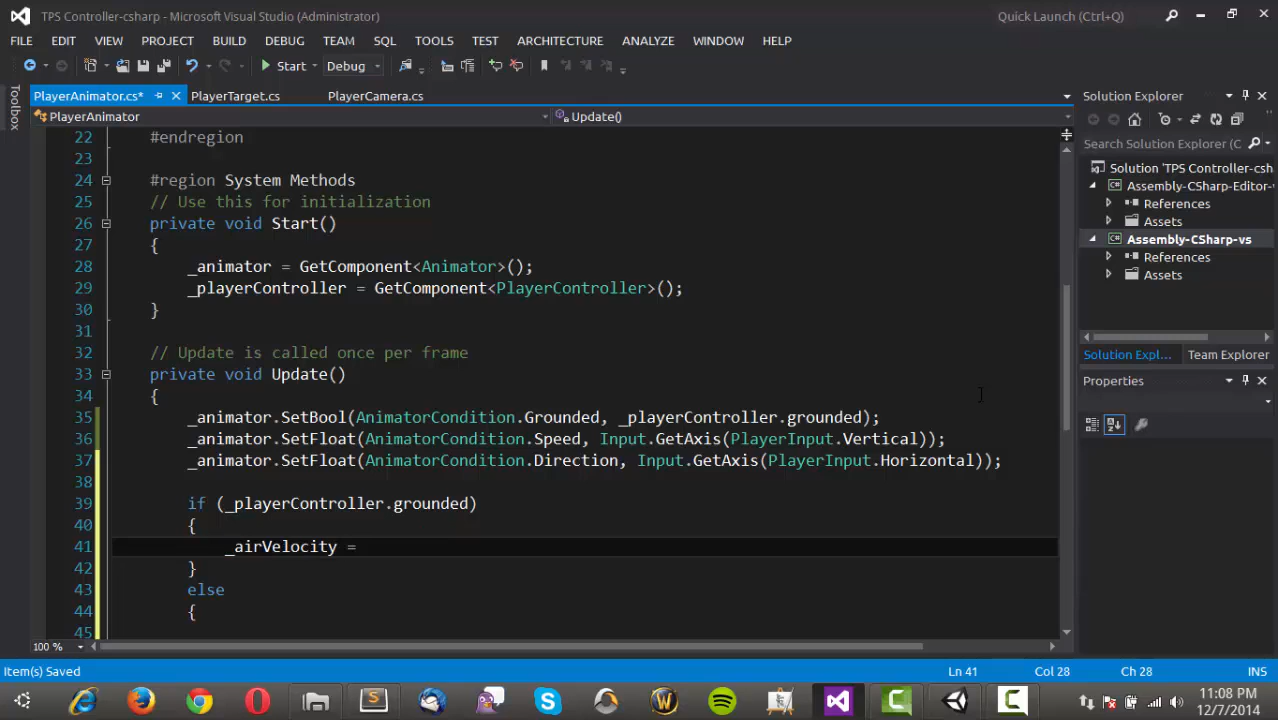 TPS Controller-csharp - Microsoft Visual Studio (Administrator)
Quick Launch (Ctrl+Q)
FILE EDIT VIEW PROJECT BUILD DEBUG TEAM SQL TOOLS TEST ARCHITECTURE ANALYZE WINDOW HELP
Start Debug
Toolbox
PlayerAnimator.cs* PlayerTarget.cs PlayerCamera.cs
PlayerAnimator Update()
22 #endregion
23
24 #region System Methods
25 // Use this for initialization
26 private void Start()
27 {
28 _animator = GetComponent<Animator>();
29 _playerController = GetComponent<PlayerController>();
30 }
31
32 // Update is called once per frame
33 private void Update()
34 {
35 _animator.SetBool(AnimatorCondition.Grounded, _playerController.grounded);
36 _animator.SetFloat(AnimatorCondition.Speed, Input.GetAxis(PlayerInput.Vertical));
37 _animator.SetFloat(AnimatorCondition.Direction, Input.GetAxis(PlayerInput.Horizontal));
38
39 if (_playerController.grounded)
40 {
41 _airVelocity =
42 }
43 else
44 {
45
100 %
Solution Explorer
Search Solution Explorer (C
Solution 'TPS Controller-csh
Assembly-CSharp-Editor-
References
Assets
Assembly-CSharp-vs
References
Assets
Solution Expl... Team Explorer
Properties
Item(s) Saved Ln 41 Col 28 Ch 28 INS
11:08 PM
12/7/2014